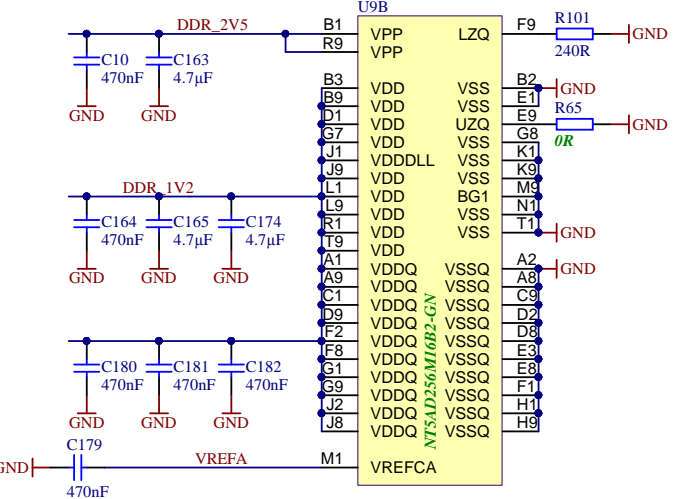 U9B
DDR_2V5 B1 VPP LZQ F9 R101 GND
R9 VPP 240R
C10 C163
470nF 4.7µF
GND GND
B3 VDD VSS B2 GND
B9 VDD VSS E1
D1 VDD UZQ E9 R65 GND
G7 VDD VSS G8 0R
J1 VDDDLL VSS K1
J9 VDD VSS K9
DDR_1V2 L1 VDD BG1 M9
L9 VDD VSS N1
R1 VDD VSS T1 GND
T9 VDD
C164 C165 C174
470nF 4.7µF 4.7µF
GND GND GND
A1 VDDQ VSSQ A2 GND
A9 VDDQ VSSQ A8
C1 VDDQ VSSQ C9
D9 VDDQ VSSQ D2
F2 VDDQ VSSQ D8
F8 VDDQ VSSQ E3
G1 VDDQ VSSQ E8
G9 VDDQ VSSQ F1
J2 VDDQ VSSQ H1
J8 VDDQ VSSQ H9
NT5AD256M16B2-GN
C180 C181 C182
470nF 470nF 470nF
GND GND GND
C179
GND VREFA M1 VREFCA
470nF